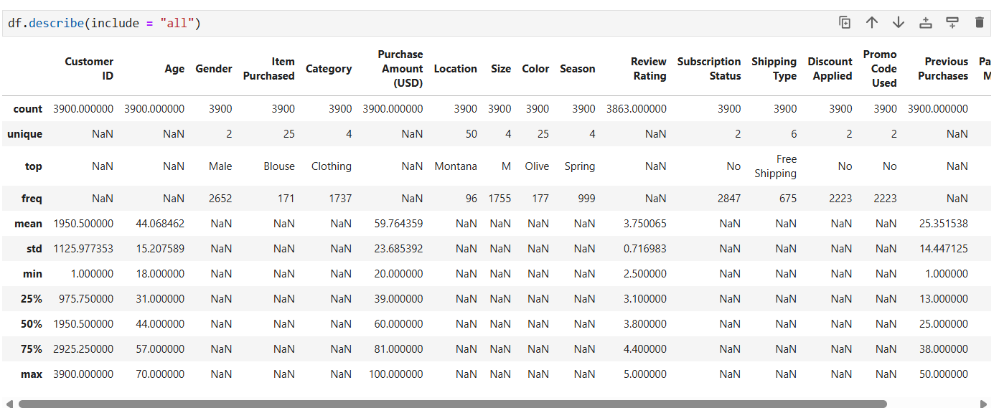 df.describe(include = "all")
Customer ID Age Gender Item Purchased Category Purchase Amount (USD) Location Size Color Season Review Rating Subscription Status Shipping Type Discount Applied Promo Code Used Previous Purchases Pa M
count 3900.000000 3900.000000 3900 3900 3900 3900.000000 3900 3900 3900 3900 3863.000000 3900 3900 3900 3900 3900.000000
unique NaN NaN 2 25 4 NaN 50 4 25 4 NaN 2 6 2 2 NaN
top NaN NaN Male Blouse Clothing NaN Montana M Olive Spring NaN No Free Shipping No No NaN
freq NaN NaN 2652 171 1737 NaN 96 1755 177 999 NaN 2847 675 2223 2223 NaN
mean 1950.500000 44.068462 NaN NaN NaN 59.764359 NaN NaN NaN NaN 3.750065 NaN NaN NaN NaN 25.351538
std 1125.977353 15.207589 NaN NaN NaN 23.685392 NaN NaN NaN NaN 0.716983 NaN NaN NaN NaN 14.447125
min 1.000000 18.000000 NaN NaN NaN 20.000000 NaN NaN NaN NaN 2.500000 NaN NaN NaN NaN 1.000000
25% 975.750000 31.000000 NaN NaN NaN 39.000000 NaN NaN NaN NaN 3.100000 NaN NaN NaN NaN 13.000000
50% 1950.500000 44.000000 NaN NaN NaN 60.000000 NaN NaN NaN NaN 3.800000 NaN NaN NaN NaN 25.000000
75% 2925.250000 57.000000 NaN NaN NaN 81.000000 NaN NaN NaN NaN 4.400000 NaN NaN NaN NaN 38.000000
max 3900.000000 70.000000 NaN NaN NaN 100.000000 NaN NaN NaN NaN 5.000000 NaN NaN NaN NaN 50.000000